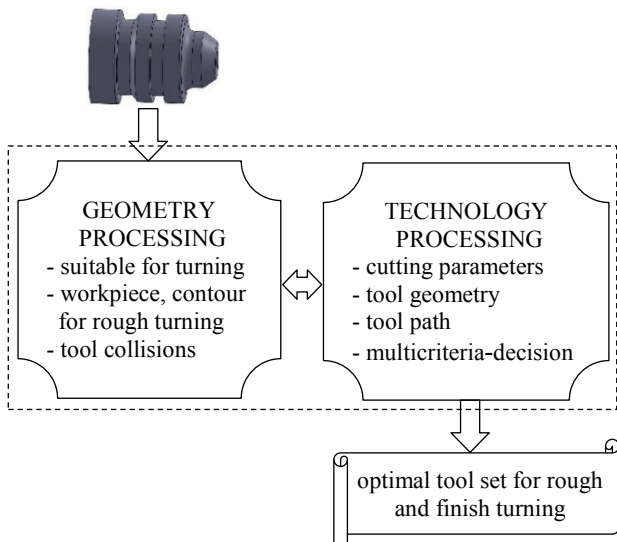 GEOMETRY
PROCESSING
- suitable for turning
- workpiece, contour
for rough turning
- tool collisions
TECHNOLOGY
PROCESSING
- cutting parameters
- tool geometry
- tool path
- multicriteria-decision
optimal tool set for rough
and finish turning